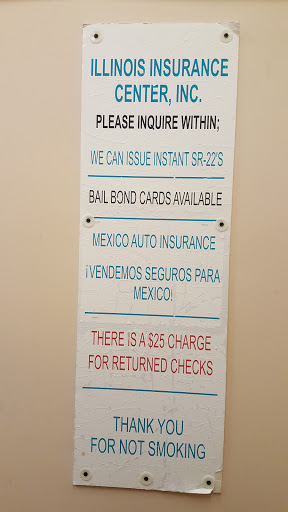 ILLINOIS INSURANCE
CENTER, INC.
PLEASE INQUIRE WITHIN;
WE CAN ISSUE INSTANT SR-22'S
BAIL BOND CARDS AVAILABLE
MEXICO AUTO INSURANCE
¡VENDEMOS SEGUROS PARA
MEXICO!
THERE IS A $25 CHARGE
FOR RETURNED CHECKS
THANK YOU
FOR NOT SMOKING